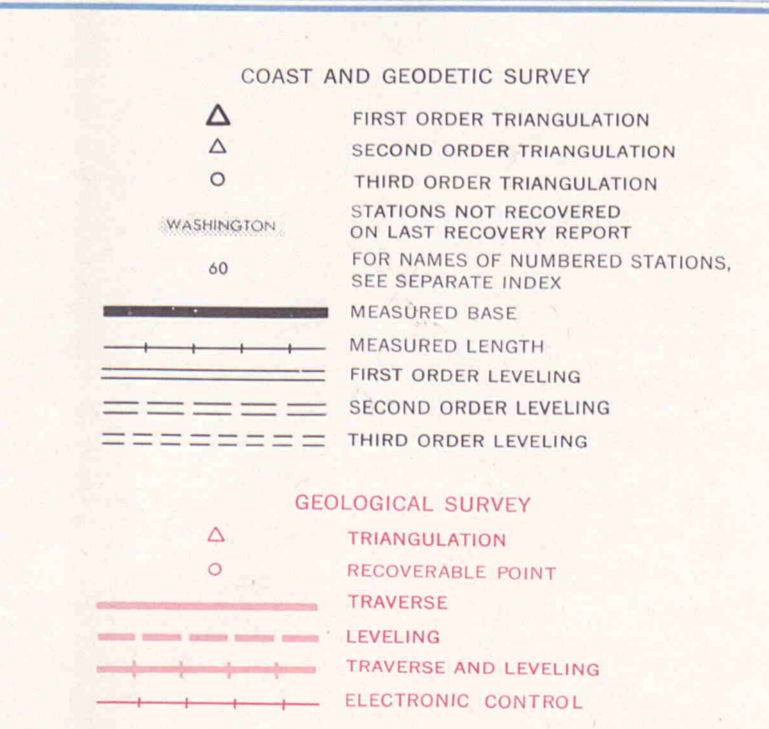 COAST AND GEODETIC SURVEY
FIRST ORDER TRIANGULATION
SECOND ORDER TRIANGULATION
THIRD ORDER TRIANGULATION
WASHINGTON STATIONS NOT RECOVERED
ON LAST RECOVERY REPORT
60 FOR NAMES OF NUMBERED STATIONS,
SEE SEPARATE INDEX
MEASURED BASE
MEASURED LENGTH
FIRST ORDER LEVELING
SECOND ORDER LEVELING
THIRD ORDER LEVELING
GEOLOGICAL SURVEY
TRIANGULATION
RECOVERABLE POINT
TRAVERSE
LEVELING
TRAVERSE AND LEVELING
ELECTRONIC CONTROL